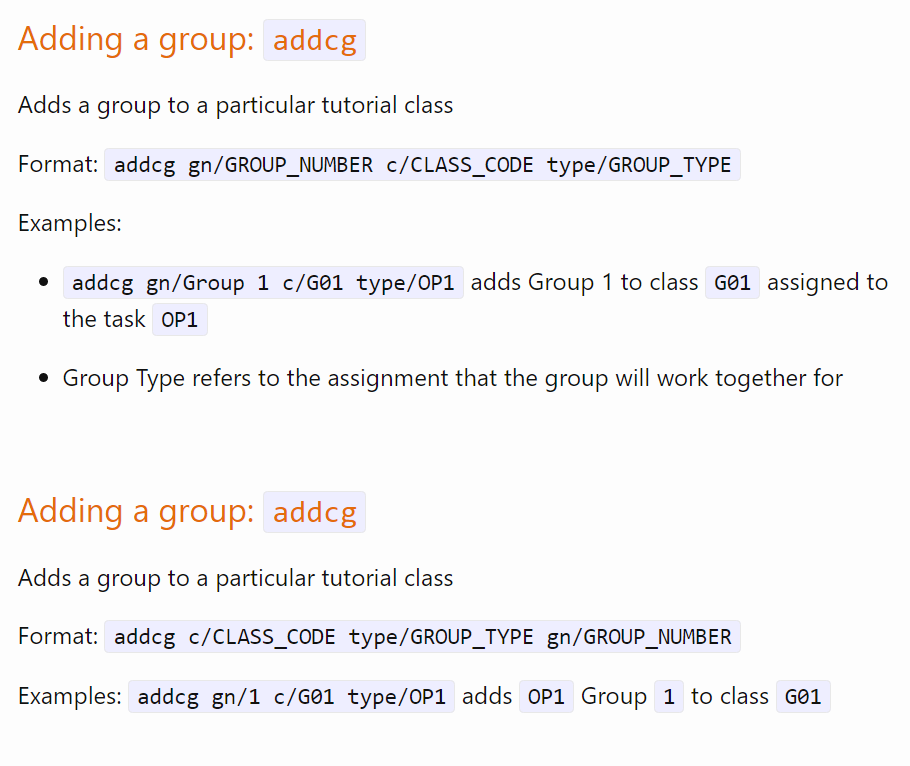 Adding a group: addcg
Adds a group to a particular tutorial class
Format: addcg gn/GROUP_NUMBER c/CLASS_CODE type/GROUP_TYPE
Examples:
• addcg gn/Group 1 c/G01 type/OP1 adds Group 1 to class G01 assigned to
the task OP1
• Group Type refers to the assignment that the group will work together for
Adding a group: addcg
Adds a group to a particular tutorial class
Format: addcg c/CLASS_CODE type/GROUP_TYPE gn/GROUP_NUMBER
Examples: addcg gn/1 c/G01 type/OP1 adds OP1 Group 1 to class G01